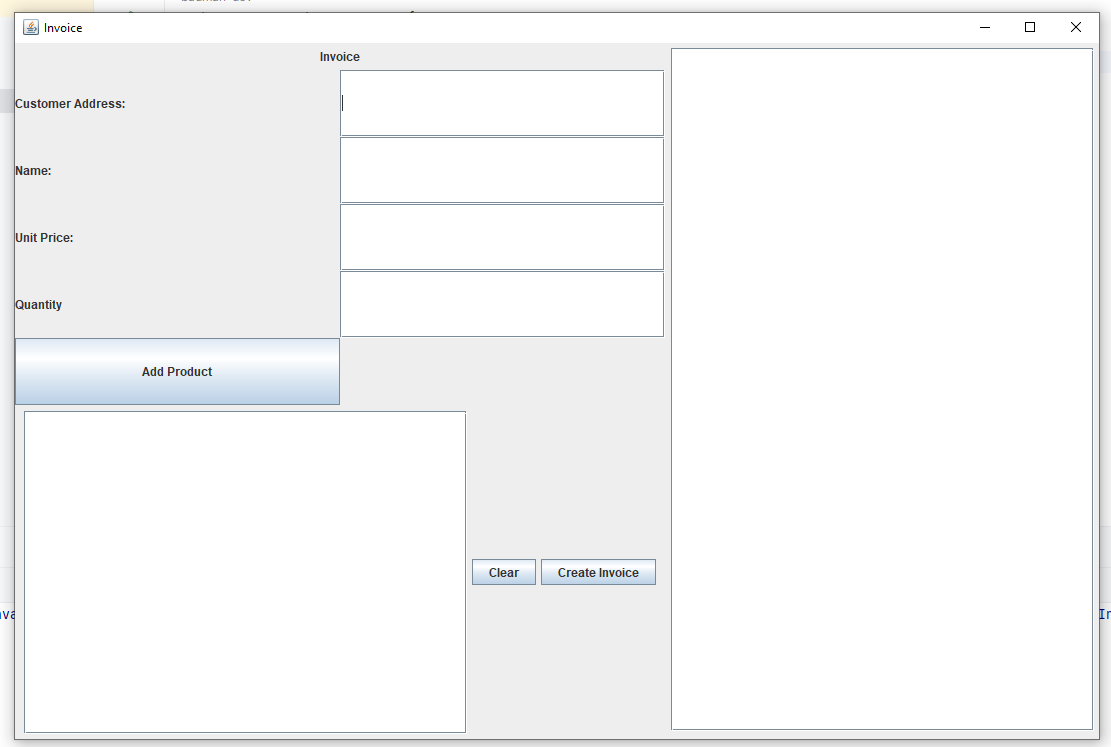 Invoice
Invoice
Customer Address:
Name:
Unit Price:
Quantity
Add Product
Clear
Create Invoice